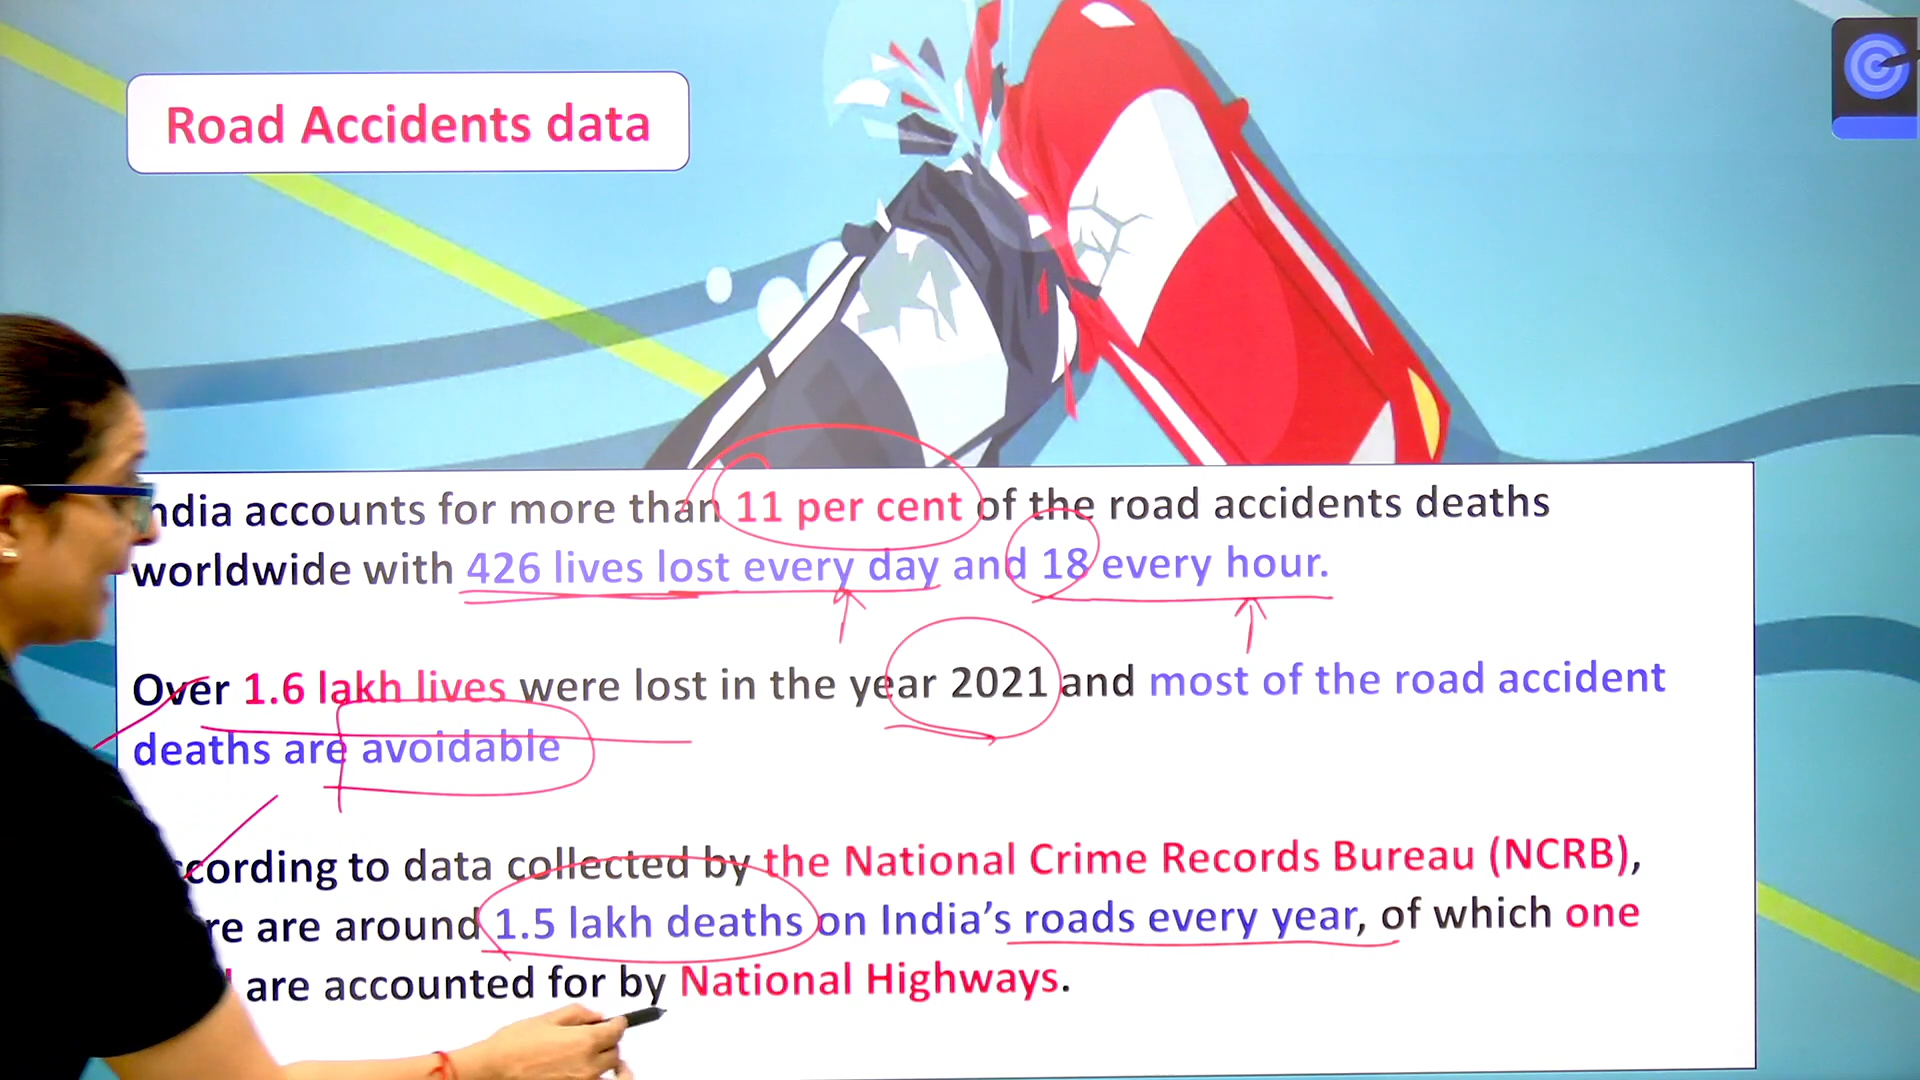 Road Accidents data
ndia accounts for more than 11 per cent of the road accidents deaths
worldwide with 426 lives lost every day and 18 every hour.
Over 1.6 lakh lives were lost in the year 2021 and most of the road accident
deaths are avoidable
cording to data collected by the National Crime Records Bureau (NCRB),
re are around 1.5 lakh deaths on India’s roads every year, of which one
are accounted for by National Highways.